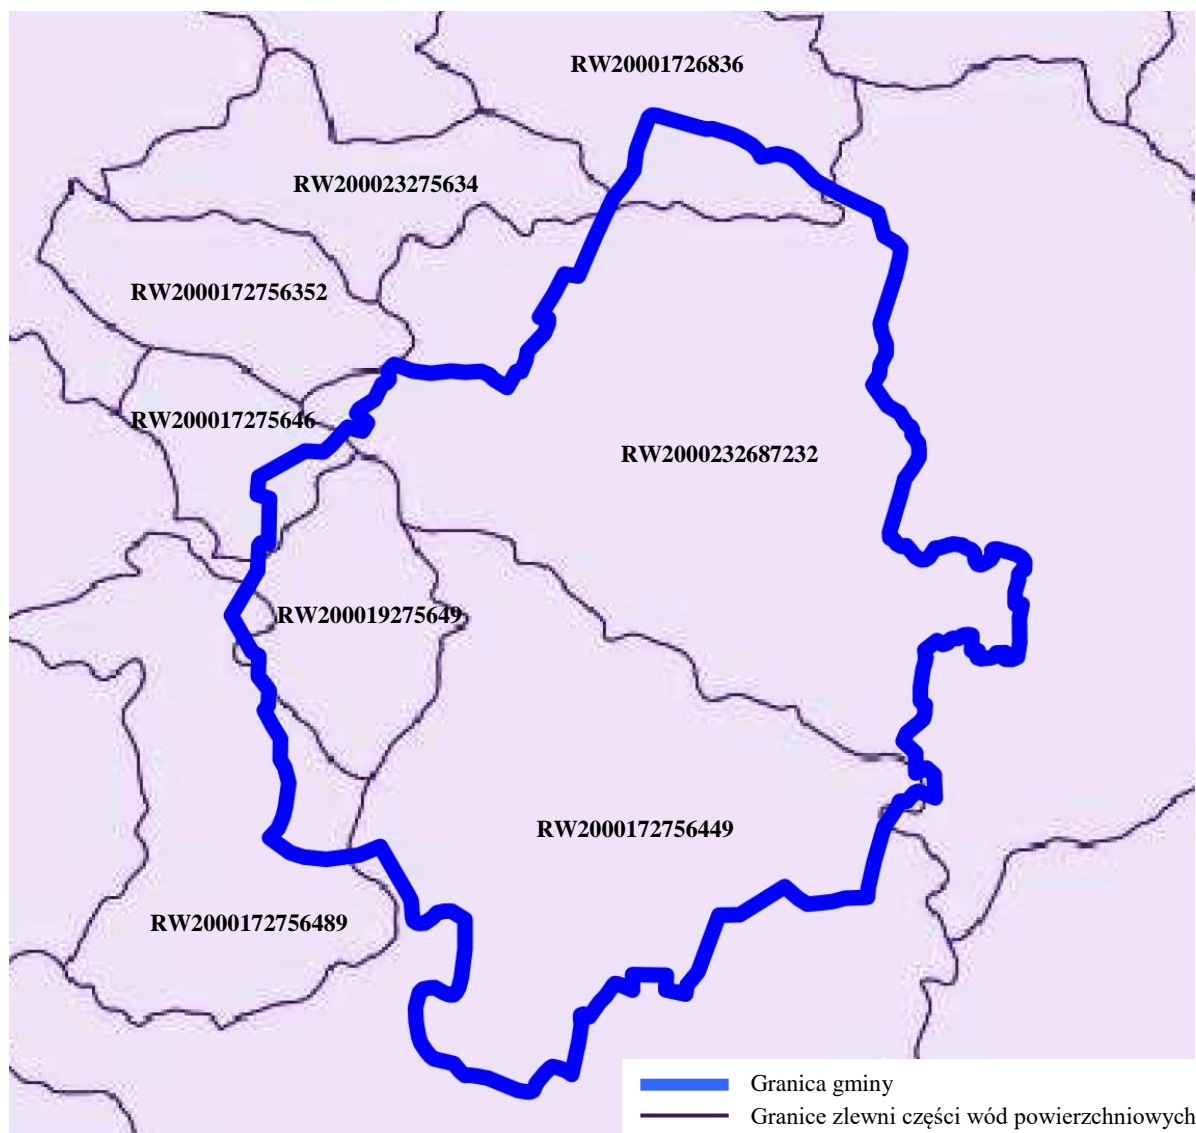 RW20001726836
RW200023275634
RW2000172756352
RW200017275646
RW2000232687232
RW200019275649
RW2000172756449
RW2000172756489
Granica gminy
Granice zlewni części wód powierzchniowych